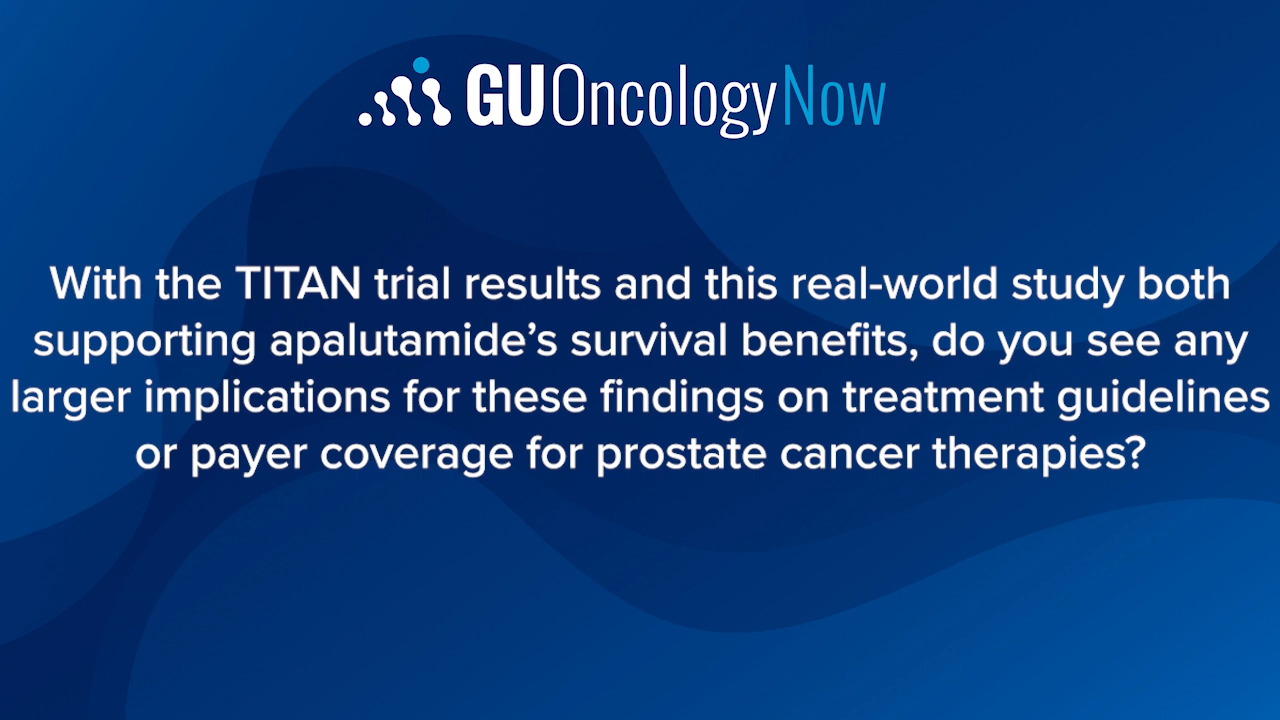 GUOncologyNow
With the TITAN trial results and this real-world study both
supporting apalutamide’s survival benefits, do you see any
larger implications for these findings on treatment guidelines
or payer coverage for prostate cancer therapies?